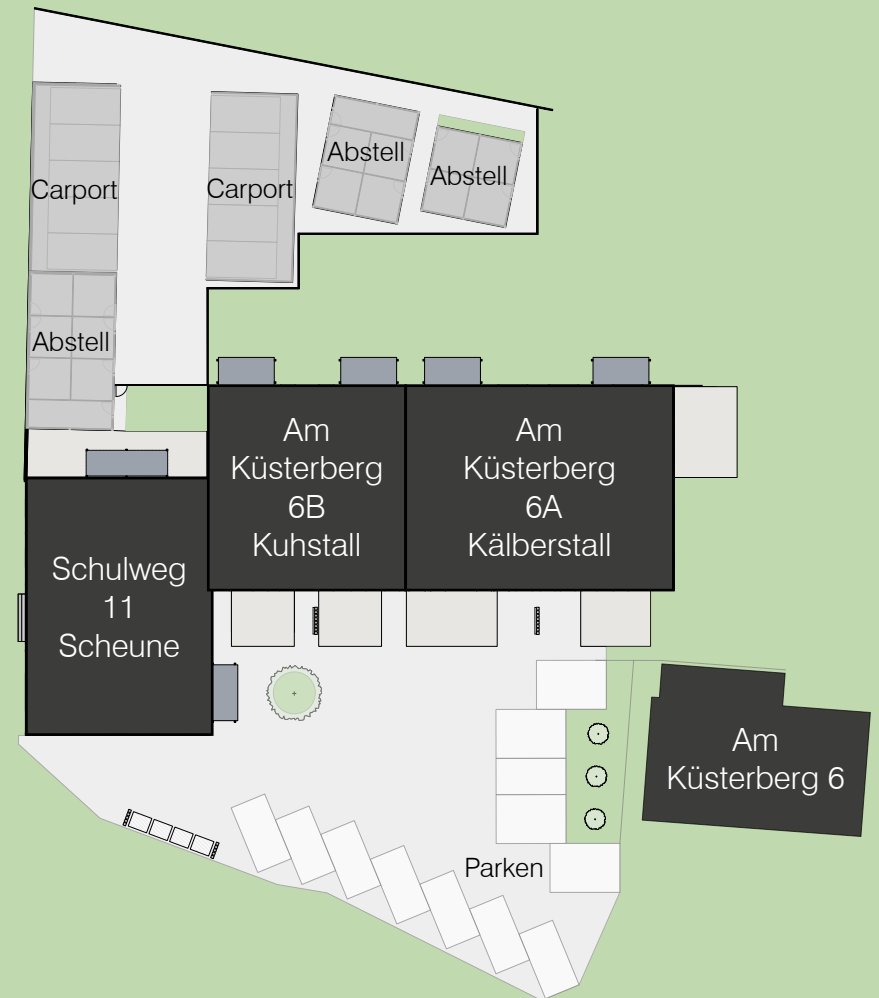 Abstell
Abstell
Carport
Carport
Abstell
Am
Küsterberg
6B
Kuhstall
Am
Küsterberg
6A
Kälberstall
Schulweg
11
Scheune
Am
Küsterberg 6
Parken